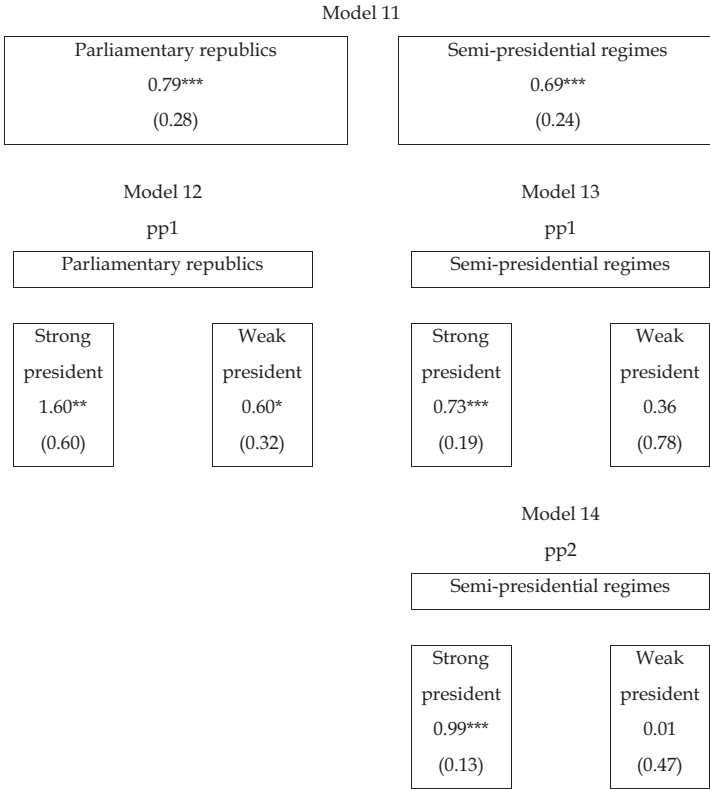 Model 11
Parliamentary republics
0.79***
(0.28)
Semi-presidential regimes
0.69***
(0.24)
Model 12
pp1
Parliamentary republics
Strong
president
1.60**
(0.60)
Weak
president
0.60*
(0.32)
Model 13
pp1
Semi-presidential regimes
Strong
president
0.73***
(0.19)
Weak
president
0.36
(0.78)
Model 14
pp2
Semi-presidential regimes
Strong
president
0.99***
(0.13)
Weak
president
0.01
(0.47)